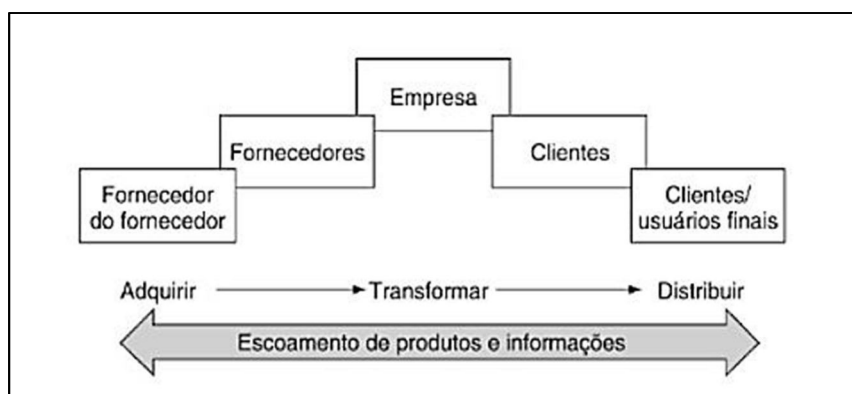 Empresa
Fornecedores
Clientes
Fornecedor
do fornecedor
Clientes/
usuários finais
Adquirir
Transformar
Distribuir
Escoamento de produtos e informações